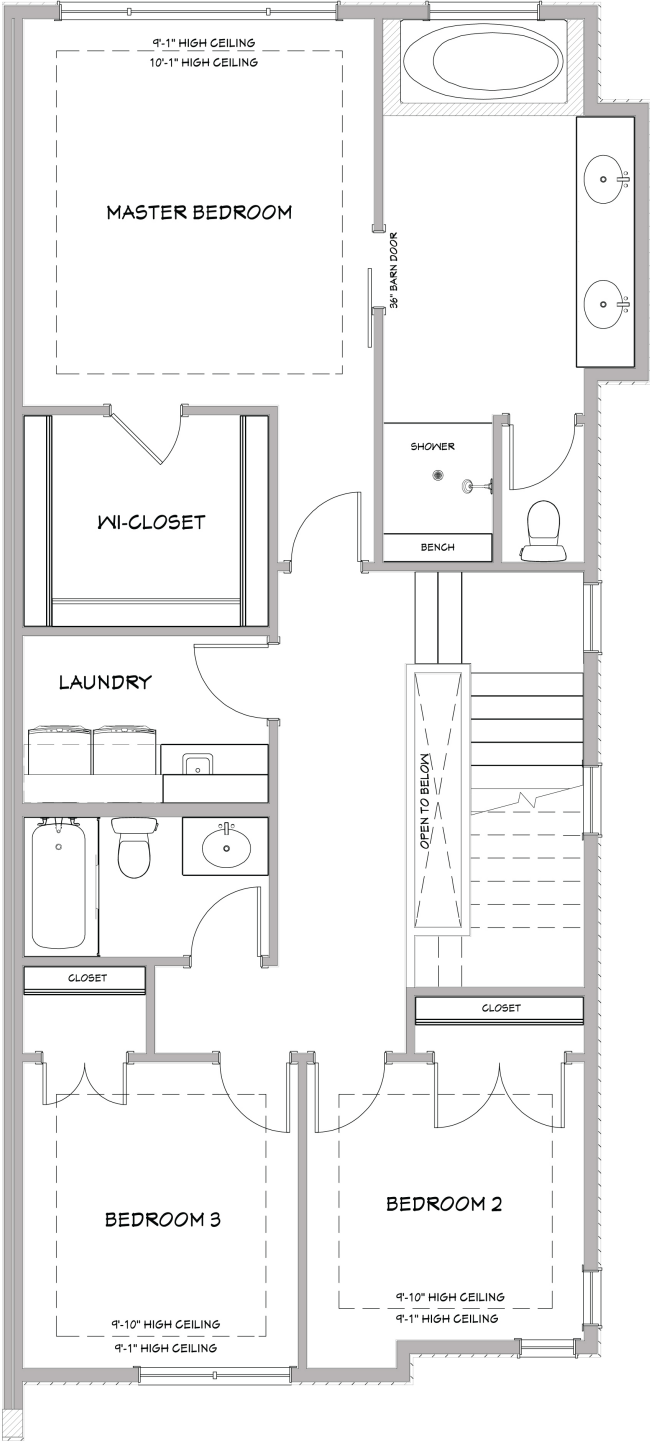 9'-1" HIGH CEILING
10'-1" HIGH CEILING
MASTER BEDROOM
36" BARN DOOR
SHOWER
BENCH
WI-CLOSET
LAUNDRY
OPEN TO BELOW
CLOSET
CLOSET
BEDROOM 3
9'-10" HIGH CEILING
9'-1" HIGH CEILING
BEDROOM 2
9'-10" HIGH CEILING
9'-1" HIGH CEILING